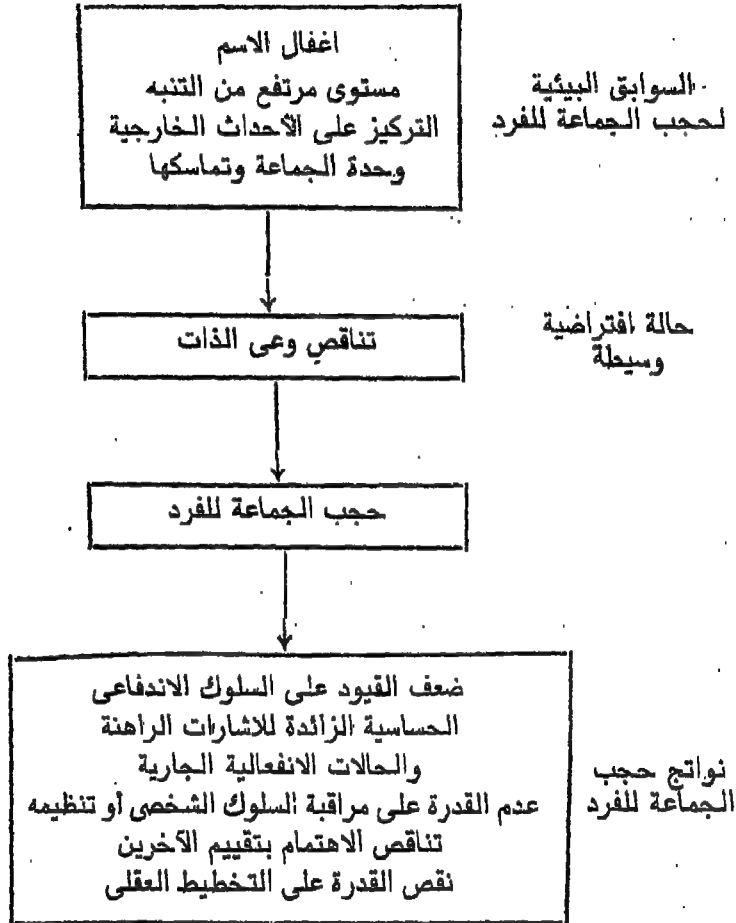 اغفال الاسم
مستوى مرتفع من التنبه
التركيز على الأحداث الخارجية
وحدة الجماعة وتماسكها
السوابق البيئية
لحجب الجماعة للفرد
تناقص وعى الذات
حالة افتراضية
وسيطة
حجب الجماعة للفرد
ضعف القيود على السلوك الاندفاعى
الحساسية الزائدة للاشارات الراهنة
والحالات الانفعالية الجارية
عدم القدرة على مراقبة السلوك الشخصى أو تنظيمه
تناقص الاهتمام بتقييم الآخرين
نقص القدرة على التخطيط العقلى
نواتج حجب
الجماعة للفرد